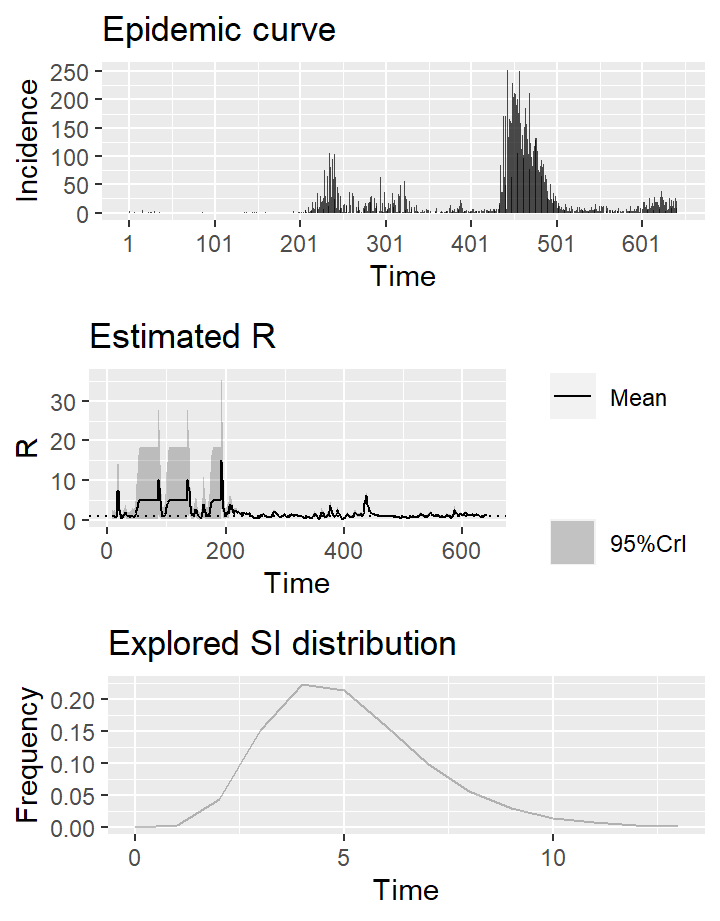 Epidemic curve
Incidence
250
200
150
100
50
0
1 101 201 301 401 501 601
Time
Estimated R
R
30
20
10
0
0 200 400 600
Time
Mean
95%CrI
Explored SI distribution
Frequency
0.20
0.15
0.10
0.05
0.00
0 5 10
Time